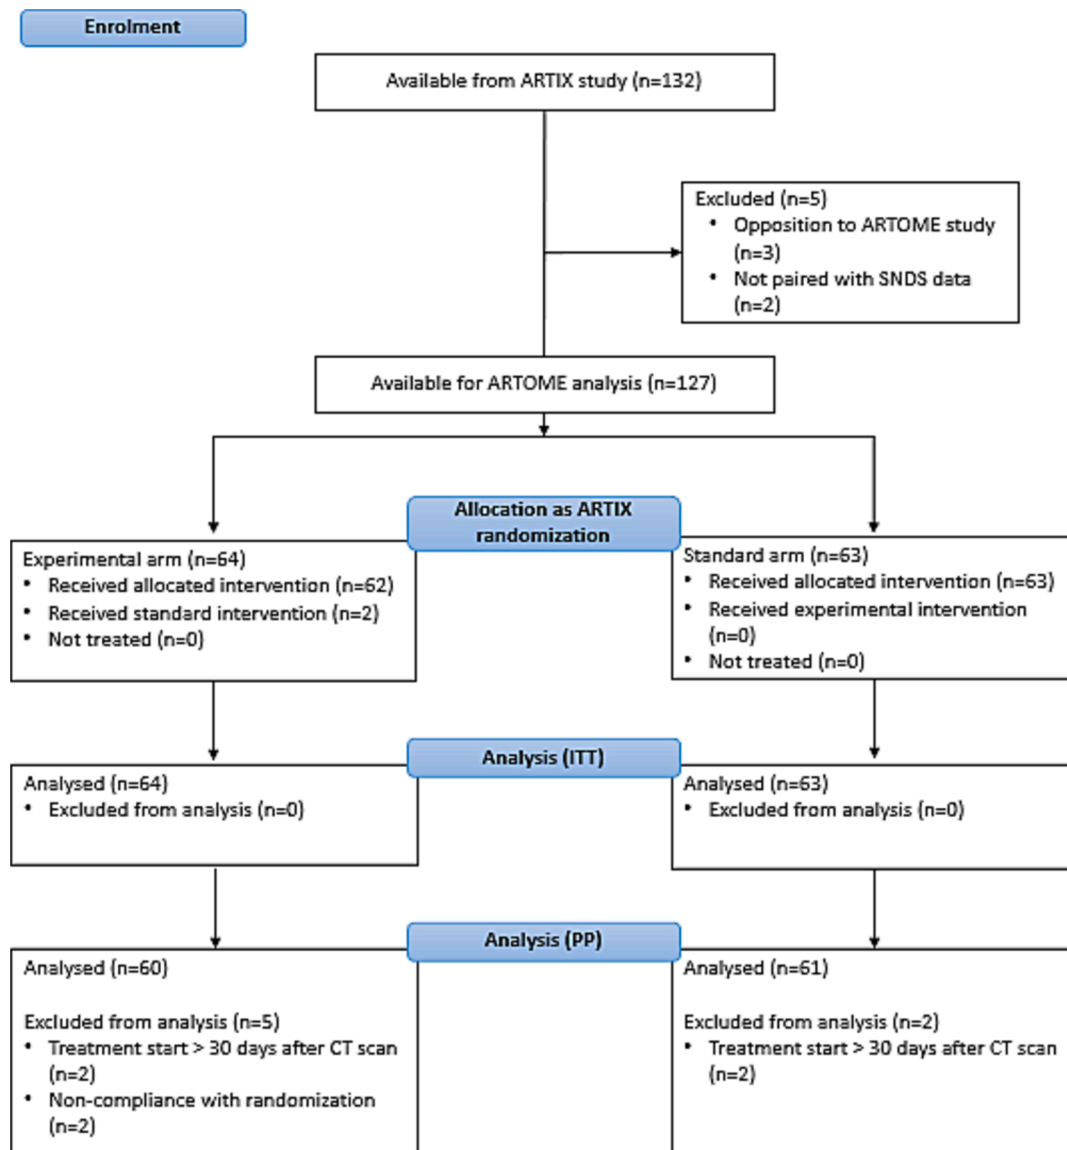 Enrolment
Available from ARTIX study (n=132)
Excluded (n=5)
• Opposition to ARTOME study
(n=3)
• Not paired with SNDS data
(n=2)
Available for ARTOME analysis (n=127)
Allocation as ARTIX
randomization
Experimental arm (n=64)
• Received allocated intervention (n=62)
• Received standard intervention (n=2)
• Not treated (n=0)
Standard arm (n=63)
• Received allocated intervention (n=63)
• Received experimental intervention
(n=0)
• Not treated (n=0)
Analysis (ITT)
Analysed (n=64)
• Excluded from analysis (n=0)
Analysed (n=63)
• Excluded from analysis (n=0)
Analysis (PP)
Analysed (n=60)
Excluded from analysis (n=5)
• Treatment start > 30 days after CT scan
(n=2)
• Non-compliance with randomization
(n=2)
Analysed (n=61)
Excluded from analysis (n=2)
• Treatment start > 30 days after CT scan
(n=2)